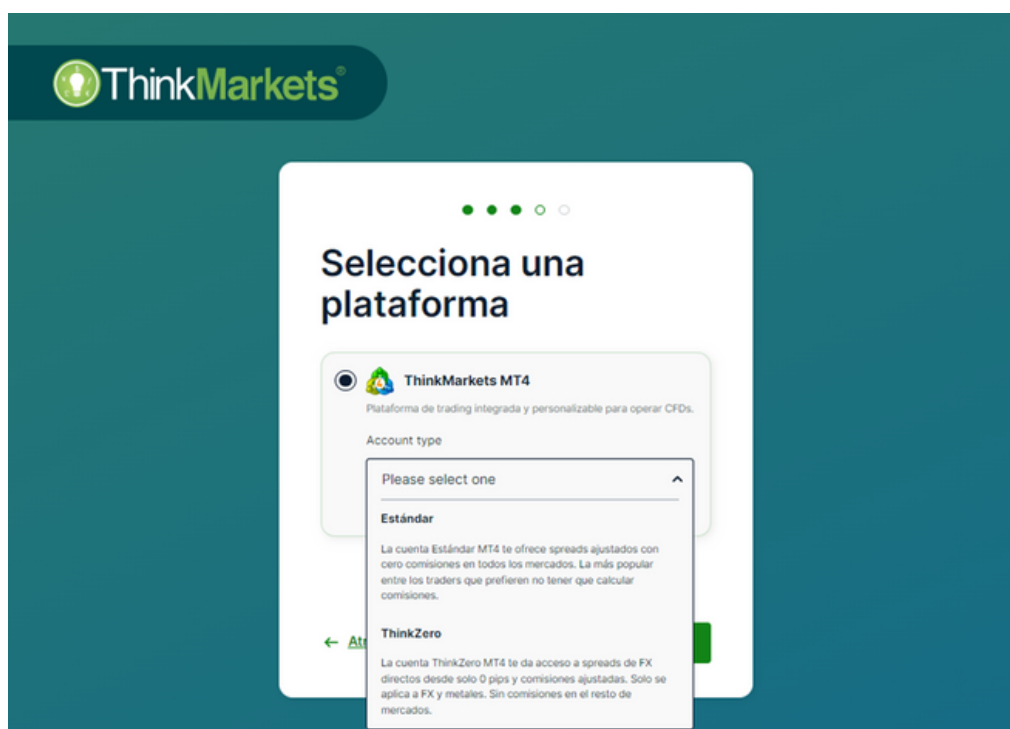 ThinkMarkets®
Selecciona una
plataforma
ThinkMarkets MT4
Plataforma de trading integrada y personalizable para operar CFDs.
Account type
Please select one
Estándar
La cuenta Estándar MT4 te ofrece spreads ajustados con
cero comisiones en todos los mercados. La más popular
entre los traders que prefieren no tener que calcular
comisiones.
ThinkZero
← Atr
La cuenta ThinkZero MT4 te da acceso a spreads de FX
directos desde solo 0 pips y comisiones ajustadas. Solo se
aplica a FX y metales. Sin comisiones en el resto de
mercados.